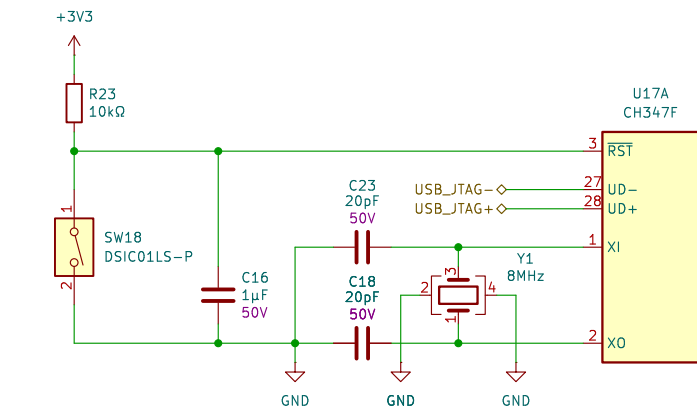 +3V3
R23
10kΩ
U17A
CH347F
3
RST
C23
20pF
50V
USB_JTAG-
27
UD-
USB_JTAG+
28
UD+
1
SW18
DSIC01LS-P
2
1
XI
C16
1µF
50V
C18
20pF
50V
Y1
8MHz
3
2
4
1
2
XO
GND
GND
GND